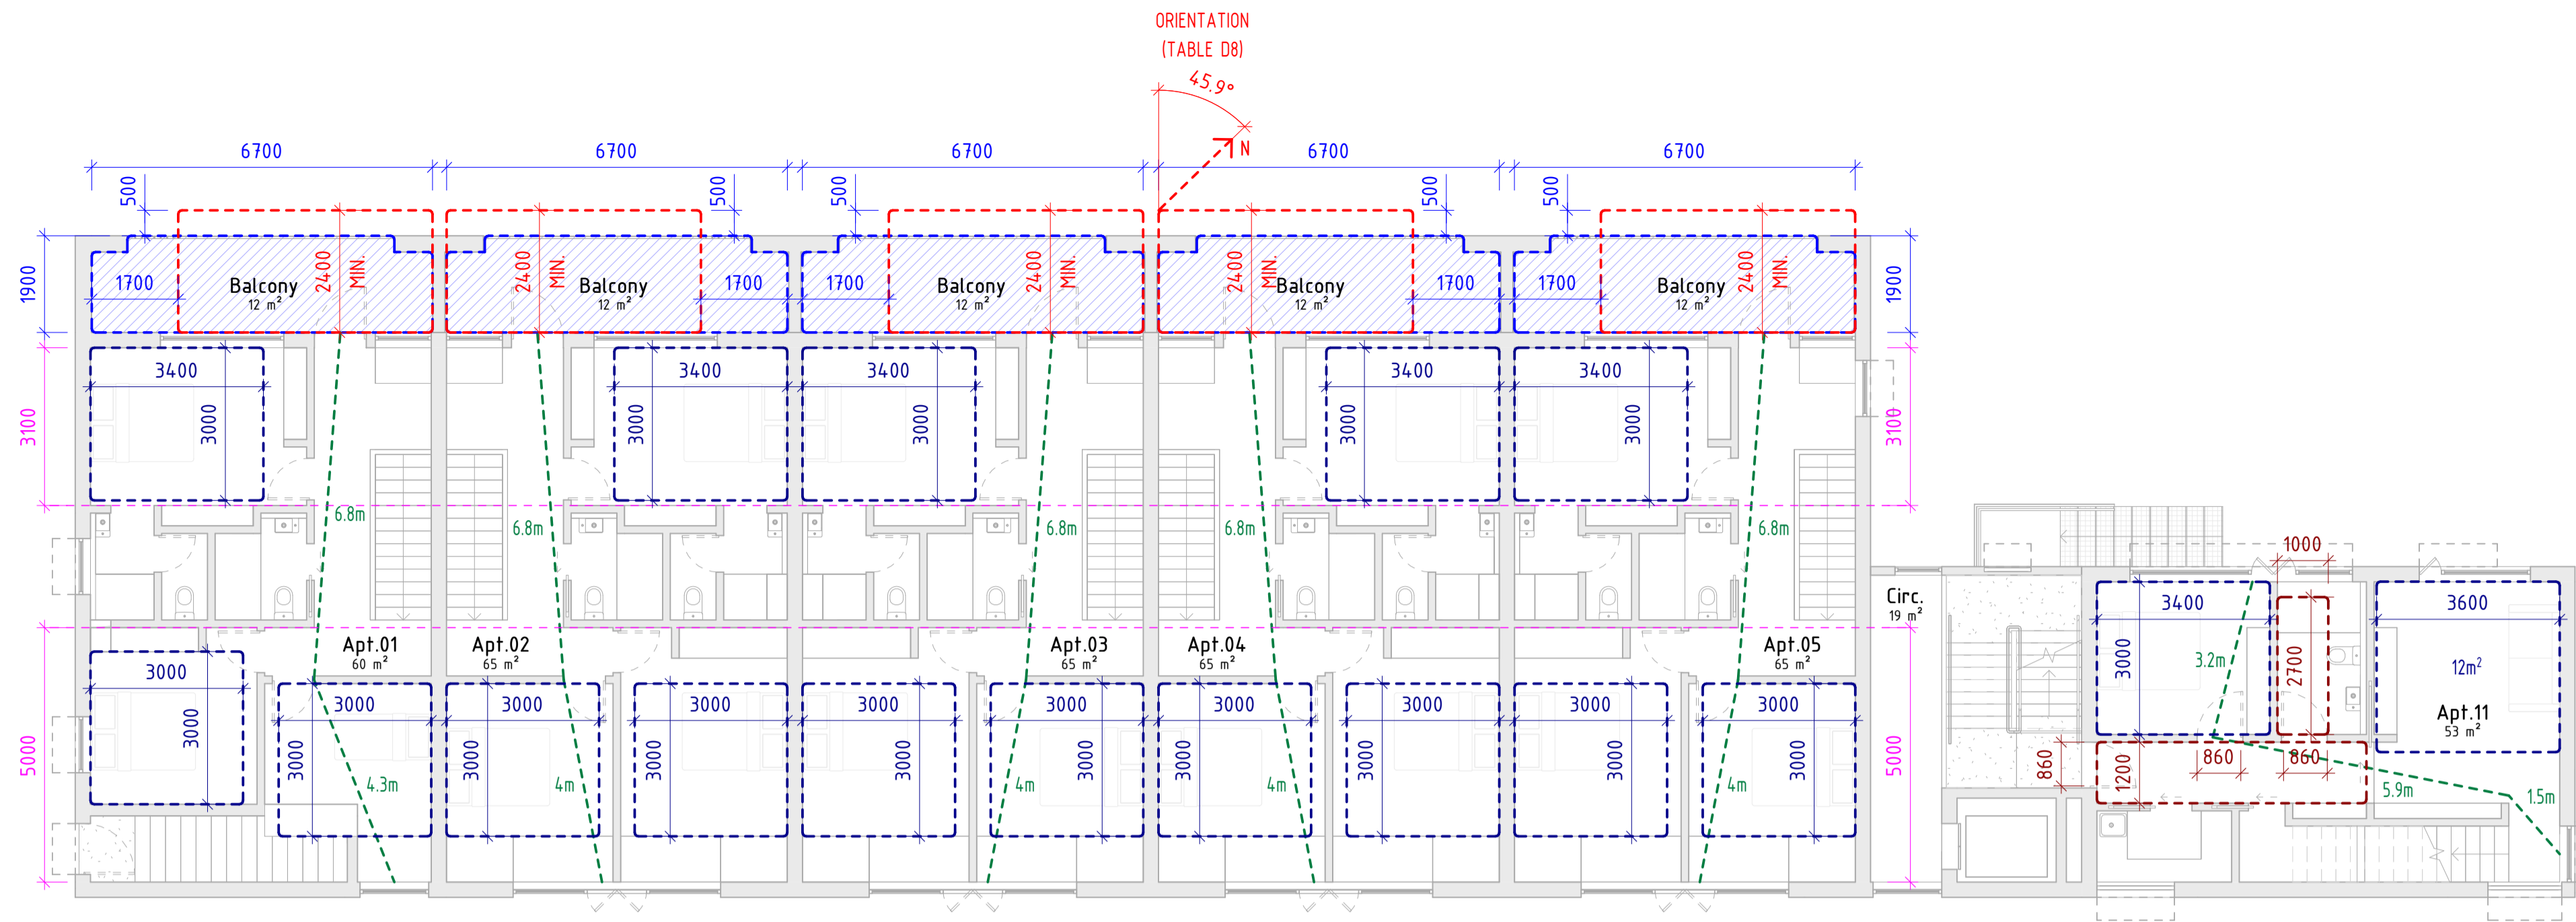 ORIENTATION
(TABLE D8)
45.9°
N
6700
6700
6700
6700
6700
500
500
500
500
500
1900
1700
Balcony
12 m²
2400
MIN.
2400
MIN.
Balcony
12 m²
1700
1700
Balcony
12 m²
2400
MIN.
2400
MIN.
Balcony
12 m²
1700
1700
Balcony
12 m²
2400
MIN.
1900
3100
3400
3000
3400
3000
3400
3000
3400
3000
3400
3000
3100
6.8m
6.8m
6.8m
6.8m
6.8m
5000
3000
3000
Apt.01
60 m²
3000
3000
4.3m
Apt.02
65 m²
3000
3000
4m
3000
3000
3000
3000
Apt.03
65 m²
3000
3000
4m
Apt.04
65 m²
3000
3000
4m
3000
3000
3000
3000
Apt.05
65 m²
3000
3000
4m
5000
Circ.
19 m²
1000
3400
3000
3.2m
2700
3600
12m²
Apt.11
53 m²
860
1200
860
860
5.9m
1.5m